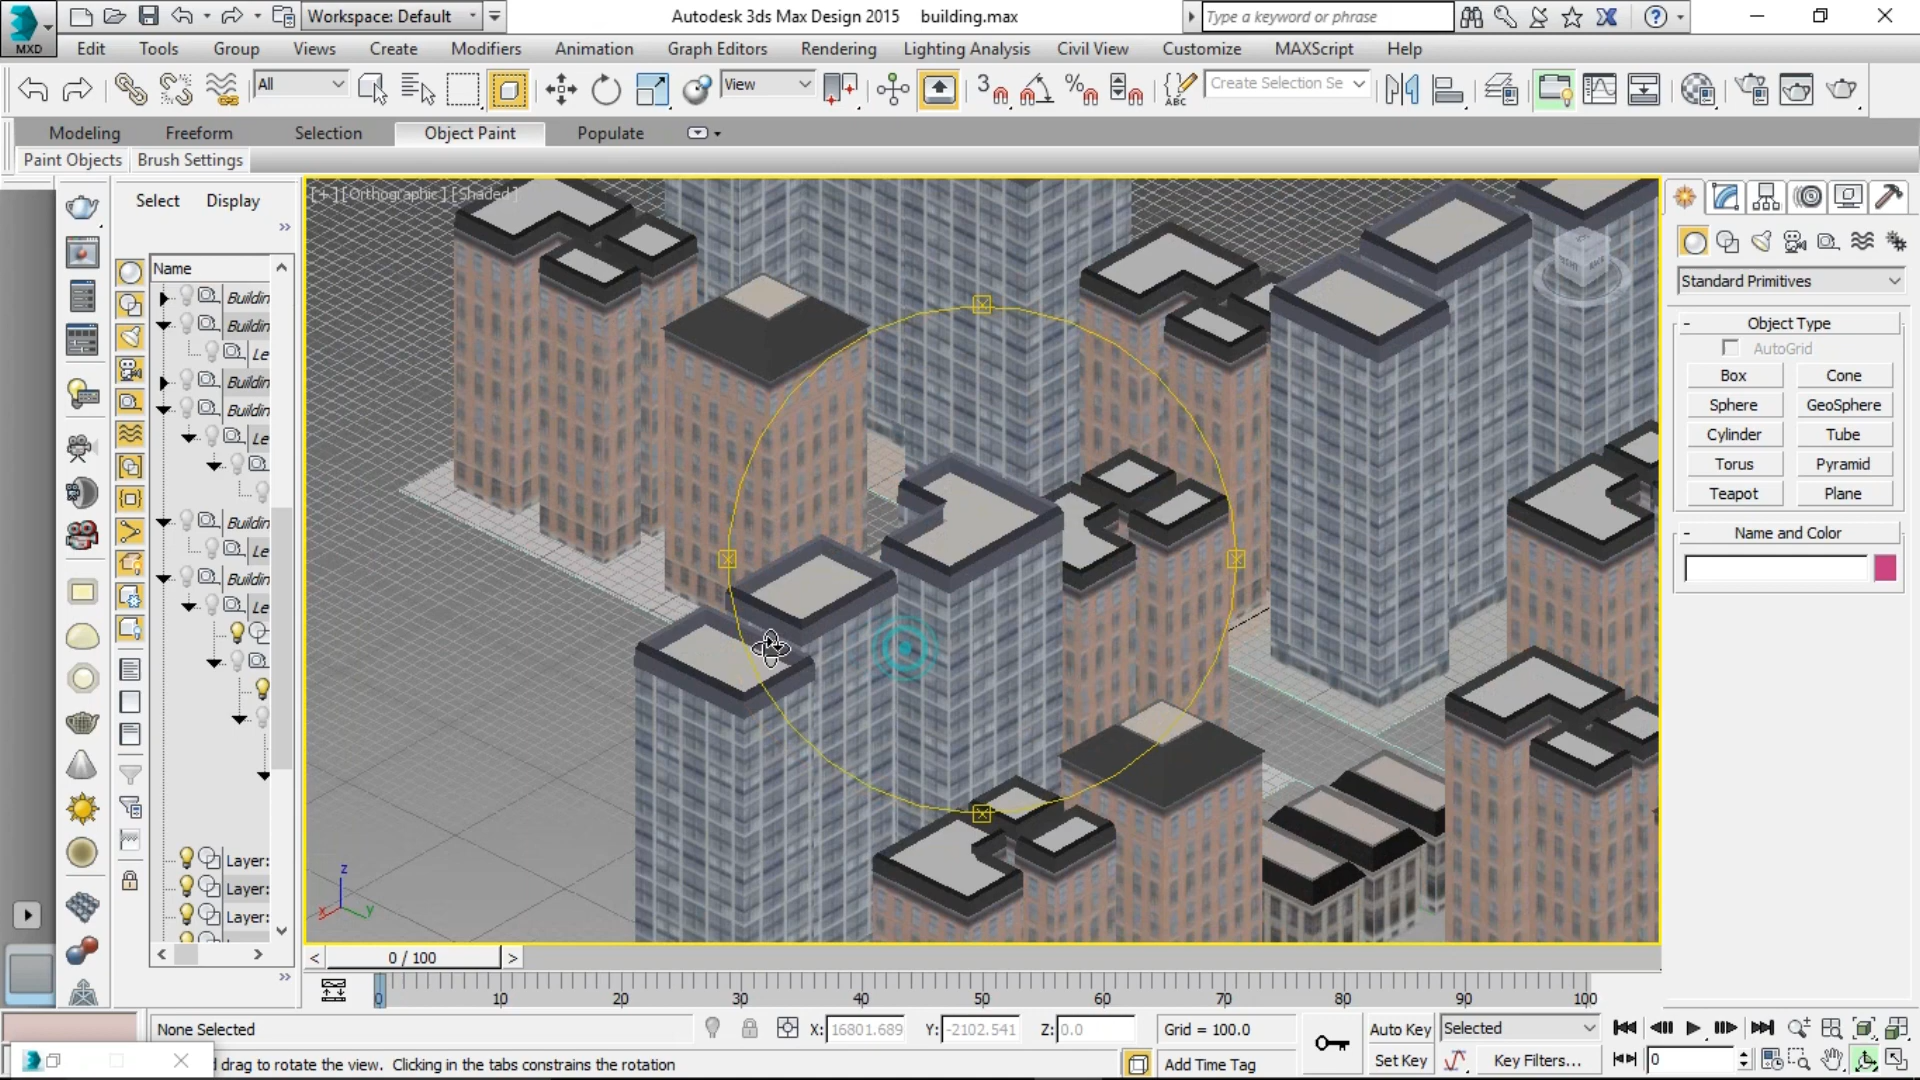 Workspace: Default
Autodesk 3ds Max Design 2015 building.max
Type a keyword or phrase
MXD
Edit Tools Group Views Create Modifiers Animation Graph Editors Rendering Lighting Analysis Civil View Customize MAXScript Help
All
View
3
ABC
Create Selection Se
Modeling Freeform Selection Object Paint Populate
Paint Objects Brush Settings
Select Display
[+] [Orthographic] [Shaded]
Name
Buildin
Buildin
Le
Buildin
Buildin
Le
Buildin
Le
Buildin
Le
Layer:
Layer:
Layer:
Standard Primitives
Object Type
AutoGrid
Box Cone
Sphere GeoSphere
Cylinder Tube
Torus Pyramid
Teapot Plane
Name and Color
z
x y
0 / 100
0 10 20 30 40 50 60 70 80 90 100
None Selected
X: 16801.689 Y: -2102.541 Z: 0.0
Grid = 100.0
Auto Key Selected
drag to rotate the view. Clicking in the tabs constrains the rotation
Add Time Tag
Set Key Key Filters...
0